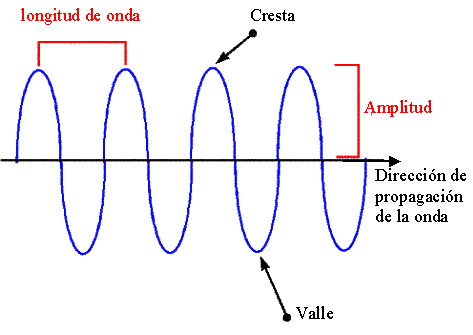 longitud de onda
Cresta
Amplitud
Dirección de
propagación
de la onda
Valle